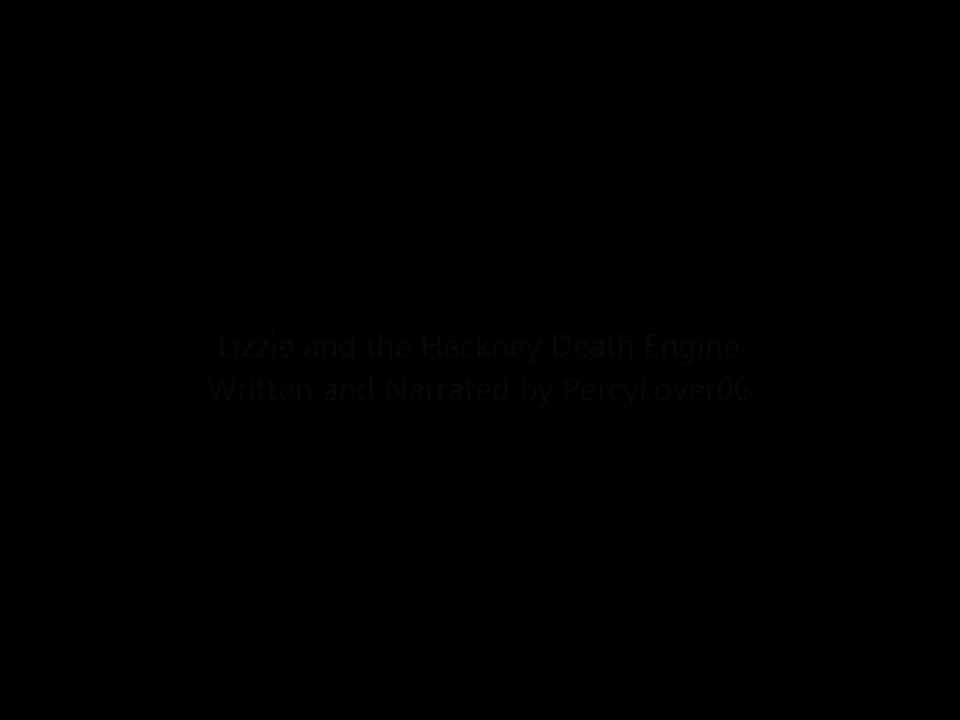 Lizzie and the Hackney Death Engine
Written and Narrated by PercyLover06